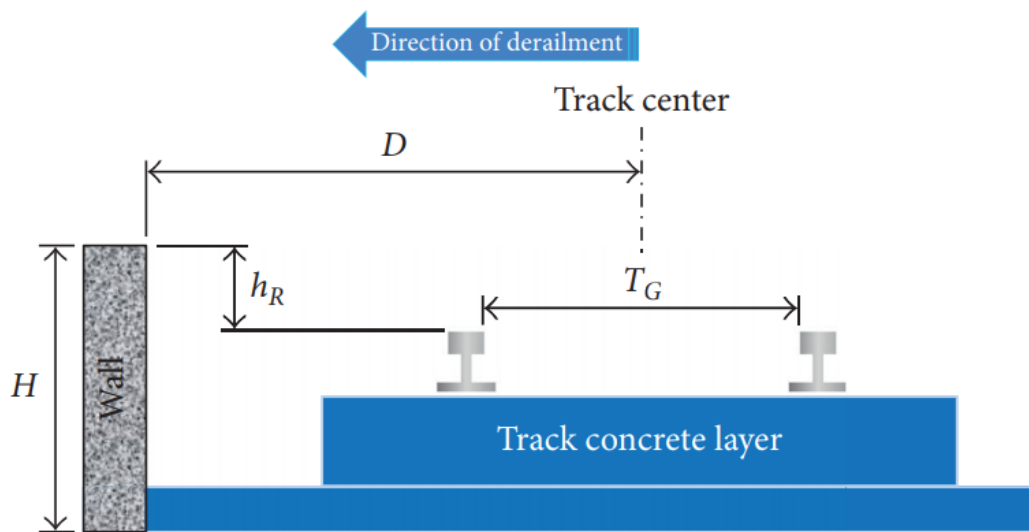 Direction of derailment
Track center
D
h_R
T_G
H
Wall
Track concrete layer